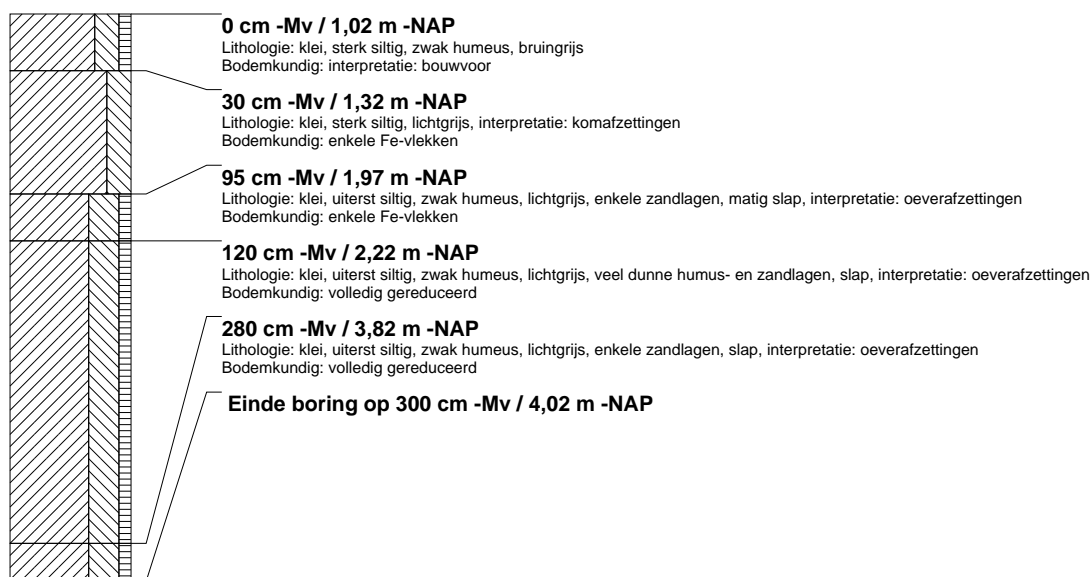 0 cm -Mv / 1,02 m -NAP
Lithologie: klei, sterk siltig, zwak humeus, bruingrijs
Bodemkundig: interpretatie: bouwvoor
30 cm -Mv / 1,32 m -NAP
Lithologie: klei, sterk siltig, lichtgrijs, interpretatie: komafzettingen
Bodemkundig: enkele Fe-vlekken
95 cm -Mv / 1,97 m -NAP
Lithologie: klei, uiterst siltig, zwak humeus, lichtgrijs, enkele zandlagen, matig slap, interpretatie: oeverafzettingen
Bodemkundig: enkele Fe-vlekken
120 cm -Mv / 2,22 m -NAP
Lithologie: klei, uiterst siltig, zwak humeus, lichtgrijs, veel dunne humus- en zandlagen, slap, interpretatie: oeverafzettingen
Bodemkundig: volledig gereduceerd
280 cm -Mv / 3,82 m -NAP
Lithologie: klei, uiterst siltig, zwak humeus, lichtgrijs, enkele zandlagen, slap, interpretatie: oeverafzettingen
Bodemkundig: volledig gereduceerd
Einde boring op 300 cm -Mv / 4,02 m -NAP